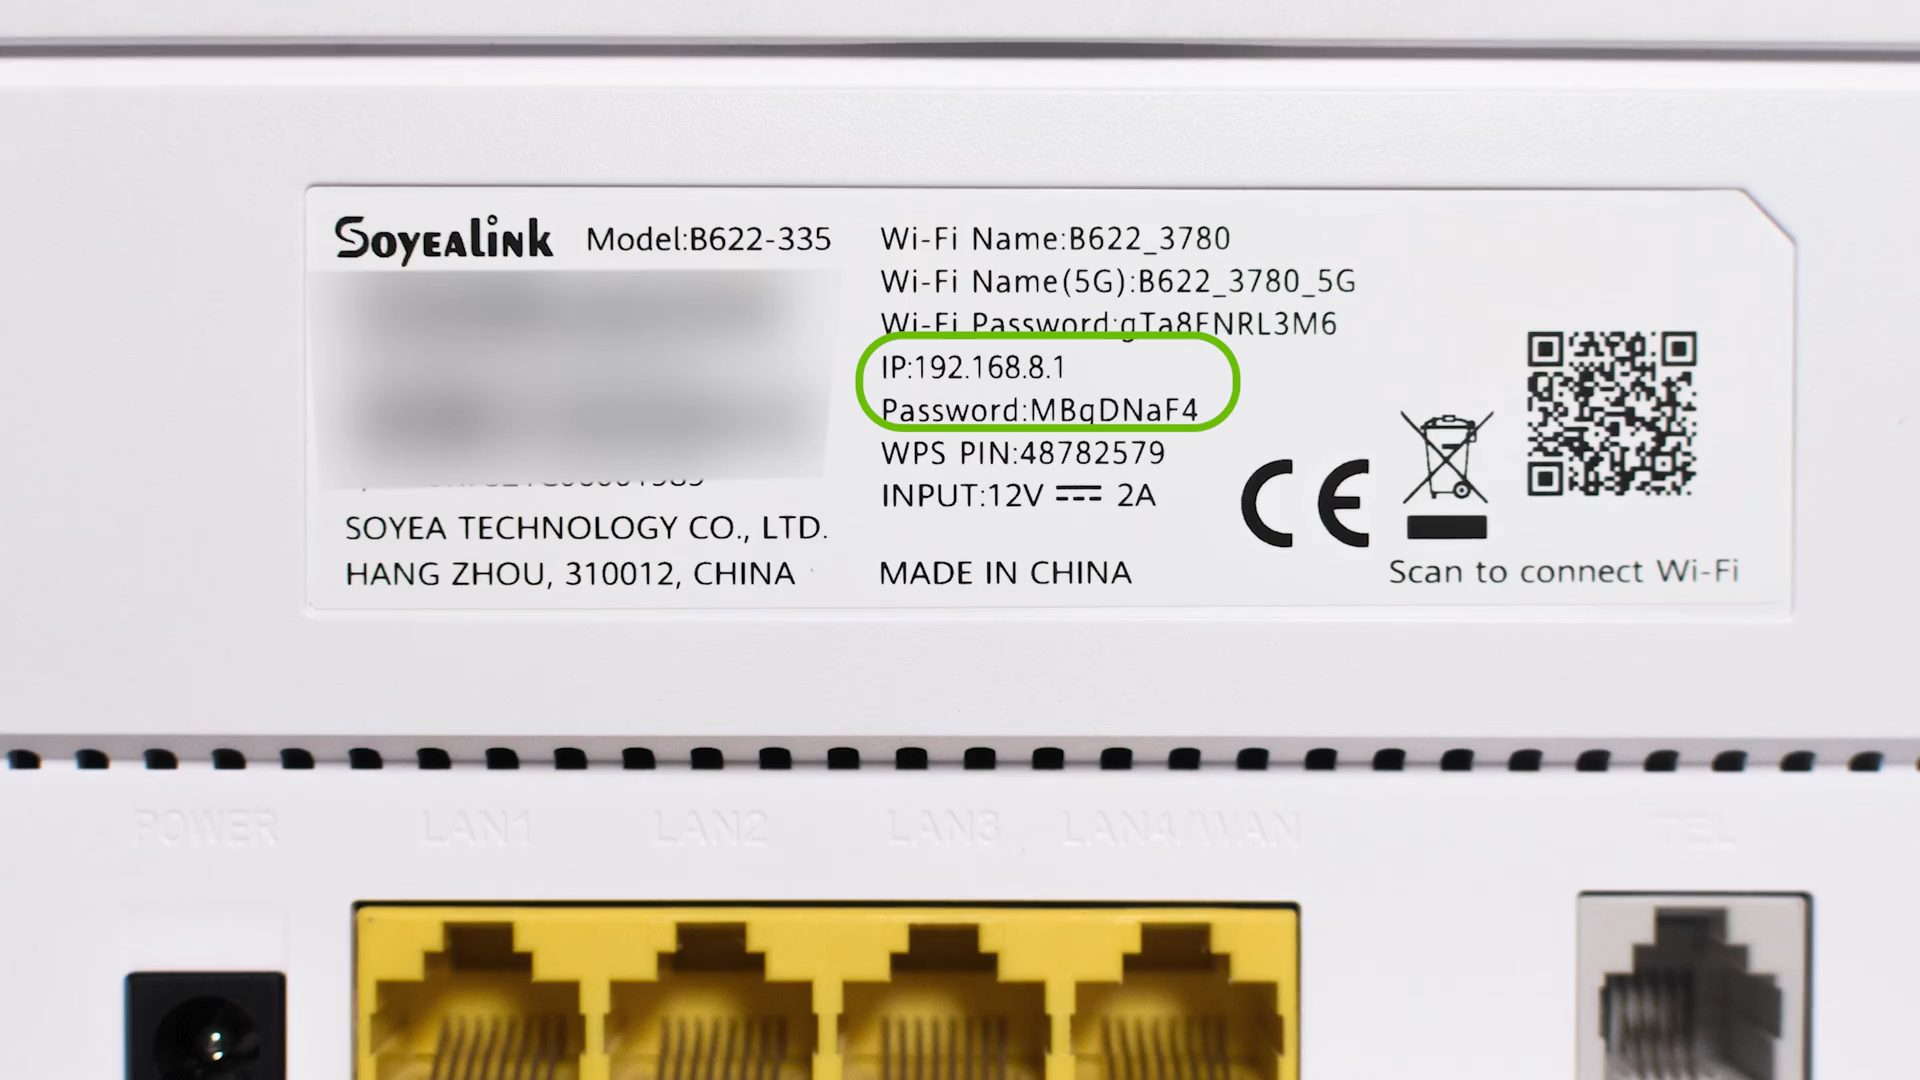 SOYEALINK Model:B622-335
SOYEA TECHNOLOGY CO., LTD.
HANG ZHOU, 310012, CHINA
Wi-Fi Name:B622_3780
Wi-Fi Name(5G):B622_3780_5G
Wi-Fi Password:gTa8FNRL3M6
IP:192.168.8.1
Password:MBqDNaF4
WPS PIN:48782579
INPUT:12V ⎓ 2A
MADE IN CHINA
CE
Scan to connect Wi-Fi
POWER
LAN1
LAN2
LAN3
LAN4/WAN
TEL